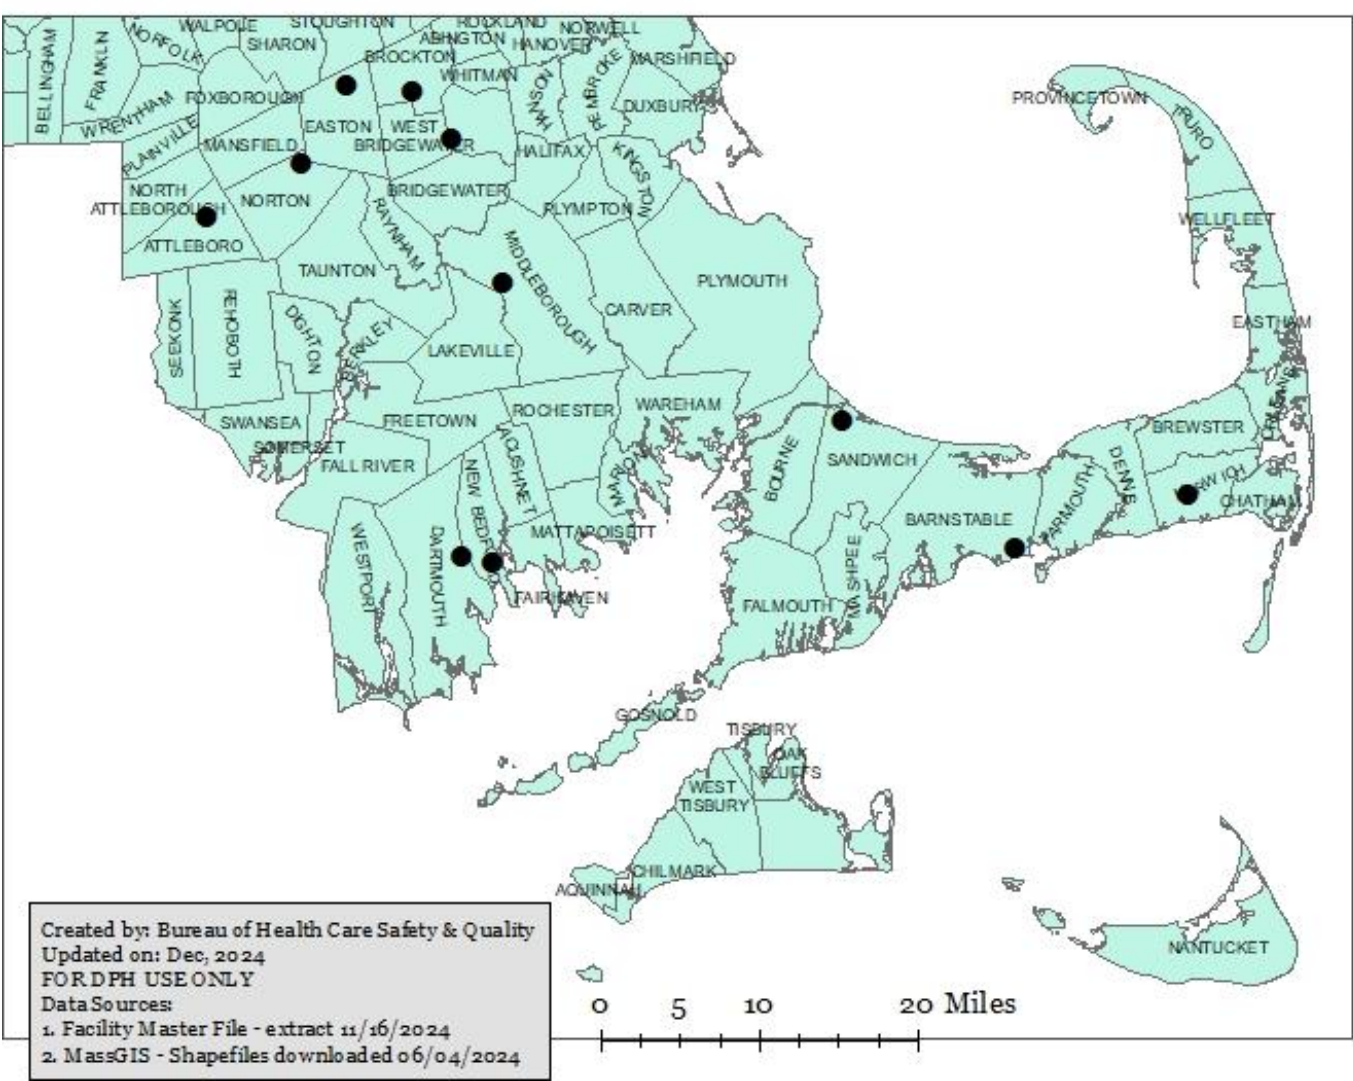 WALPOLE
STOUGHTON
ROCKLAND
NORWELL
NORFOLK
SHARON
ABINGTON
HANOVER
BROCKTON
MARSHFIELD
BELLINGHAM
FRANKLIN
WHITMAN
HANSON
PEMBROKE
WRENTHAM
FOXBOROUGH
DUXBURY
PROVINCETOWN
TRURO
PLAINVILLE
MANSFIELD
EASTON
WEST
BRIDGEWATER
HALIFAX
KINGSTON
NORTH
ATTLEBOROUGH
NORTON
BRIDGEWATER
PLYMPTON
WELLFLEET
ATTLEBORO
RAYNHAM
MIDDLEBOROUGH
TAUNTON
PLYMOUTH
SEEKONK
REHOBOTH
DIGHTON
BERKLEY
LAKEVILLE
CARVER
EASTHAM
ORLEANS
SWANSEA
FREETOWN
ROCHESTER
WAREHAM
BREWSTER
SOMERSET
FALL RIVER
NEW BEDFORD
ACUSHNET
MARION
BOURNE
SANDWICH
DENNIS
HARWICH
CHATHAM
YARMOUTH
BARNSTABLE
WESTPORT
DARTMOUTH
MATTAPOISETT
MASHPEE
FAIRHAVEN
FALMOUTH
GOSNOLD
TISBURY
OAK
BLUFFS
WEST
TISBURY
CHILMARK
AQUINNAH
NANTUCKET
Created by: Bureau of Health Care Safety & Quality
Updated on: Dec, 2024
FOR DPH USE ONLY
Data Sources:
1. Facility Master File - extract 11/16/2024
2. MassGIS - Shapefiles downloaded 06/04/2024
0 5 10 20 Miles